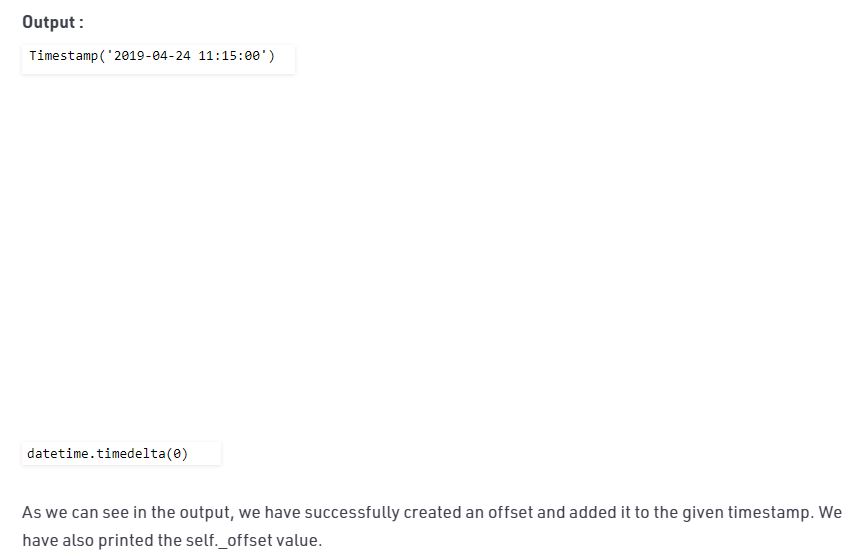 Output :
Timestamp('2019-04-24 11:15:00')
datetime.timedelta(0)
As we can see in the output, we have successfully created an offset and added it to the given timestamp. We
have also printed the self._offset value.